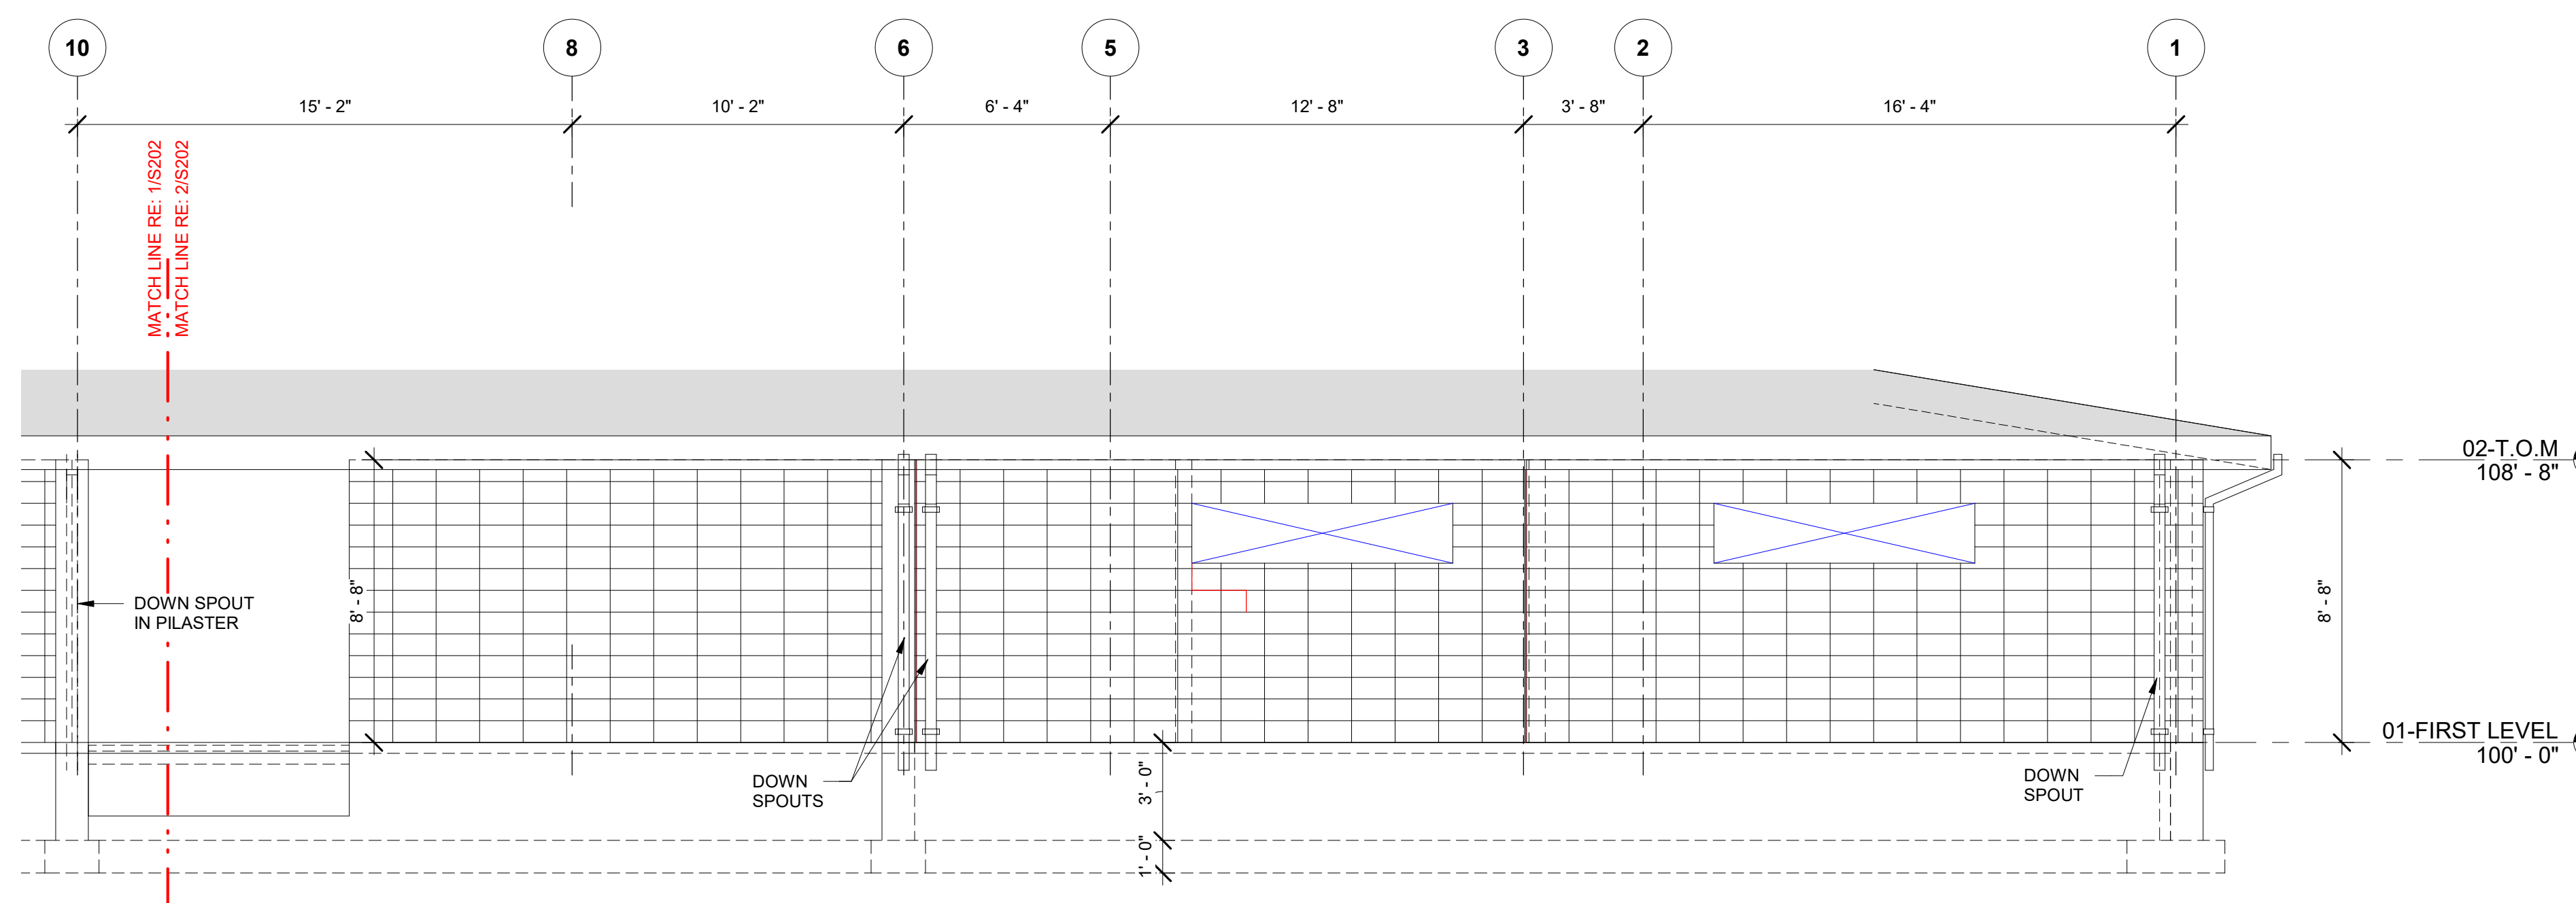 10
8
6
5
3
2
1
15' - 2"
10' - 2"
6' - 4"
12' - 8"
3' - 8"
16' - 4"
MATCH LINE RE: 1/S202
MATCH LINE RE: 2/S202
02-T.O.M
108' - 8"
DOWN SPOUT
IN PILASTER
8' - 8"
8' - 8"
01-FIRST LEVEL
100' - 0"
DOWN
SPOUTS
3' - 0"
DOWN
SPOUT
1' - 0"